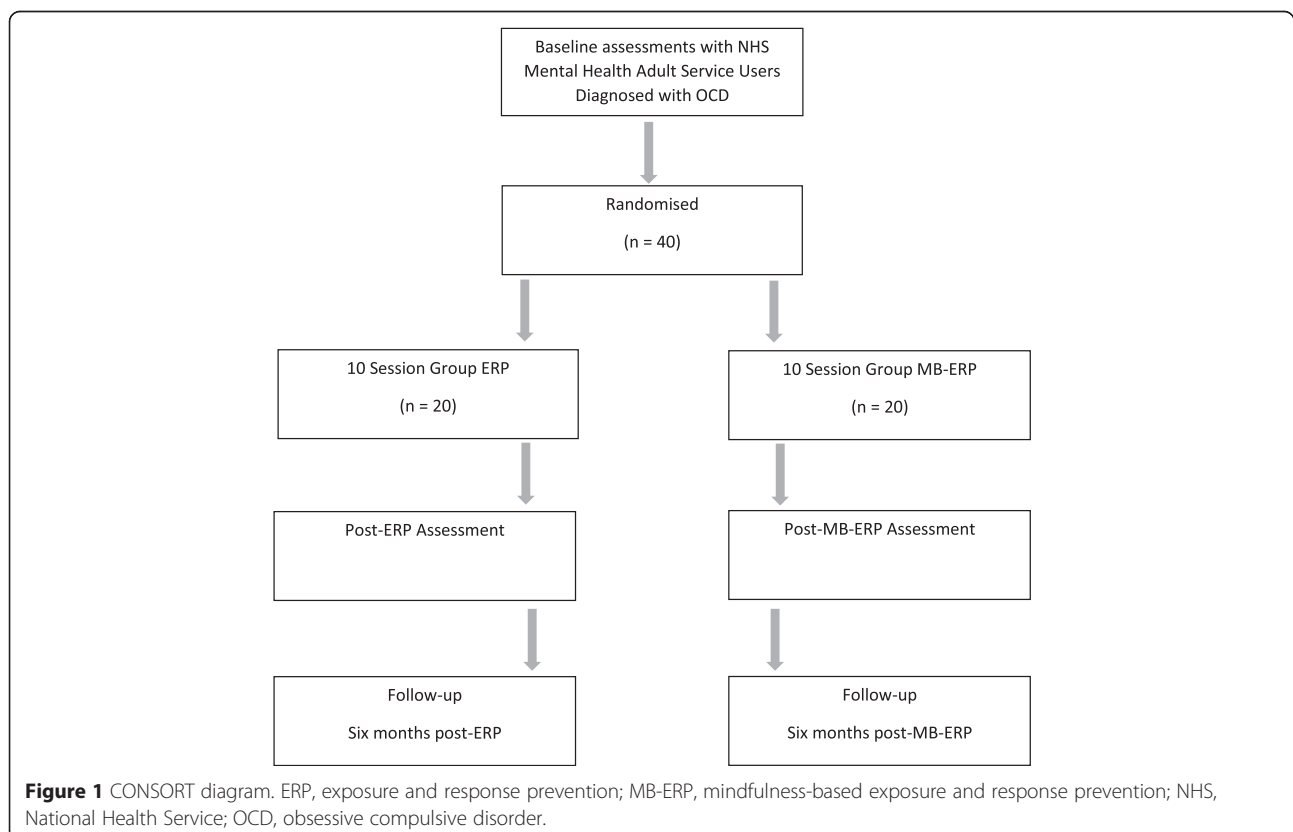 Baseline assessments with NHS
Mental Health Adult Service Users
Diagnosed with OCD
Randomised
(n = 40)
10 Session Group ERP
(n = 20)
10 Session Group MB-ERP
(n = 20)
Post-ERP Assessment
Post-MB-ERP Assessment
Follow-up
Six months post-ERP
Follow-up
Six months post-MB-ERP
Figure 1 CONSORT diagram. ERP, exposure and response prevention; MB-ERP, mindfulness-based exposure and response prevention; NHS,
National Health Service; OCD, obsessive compulsive disorder.